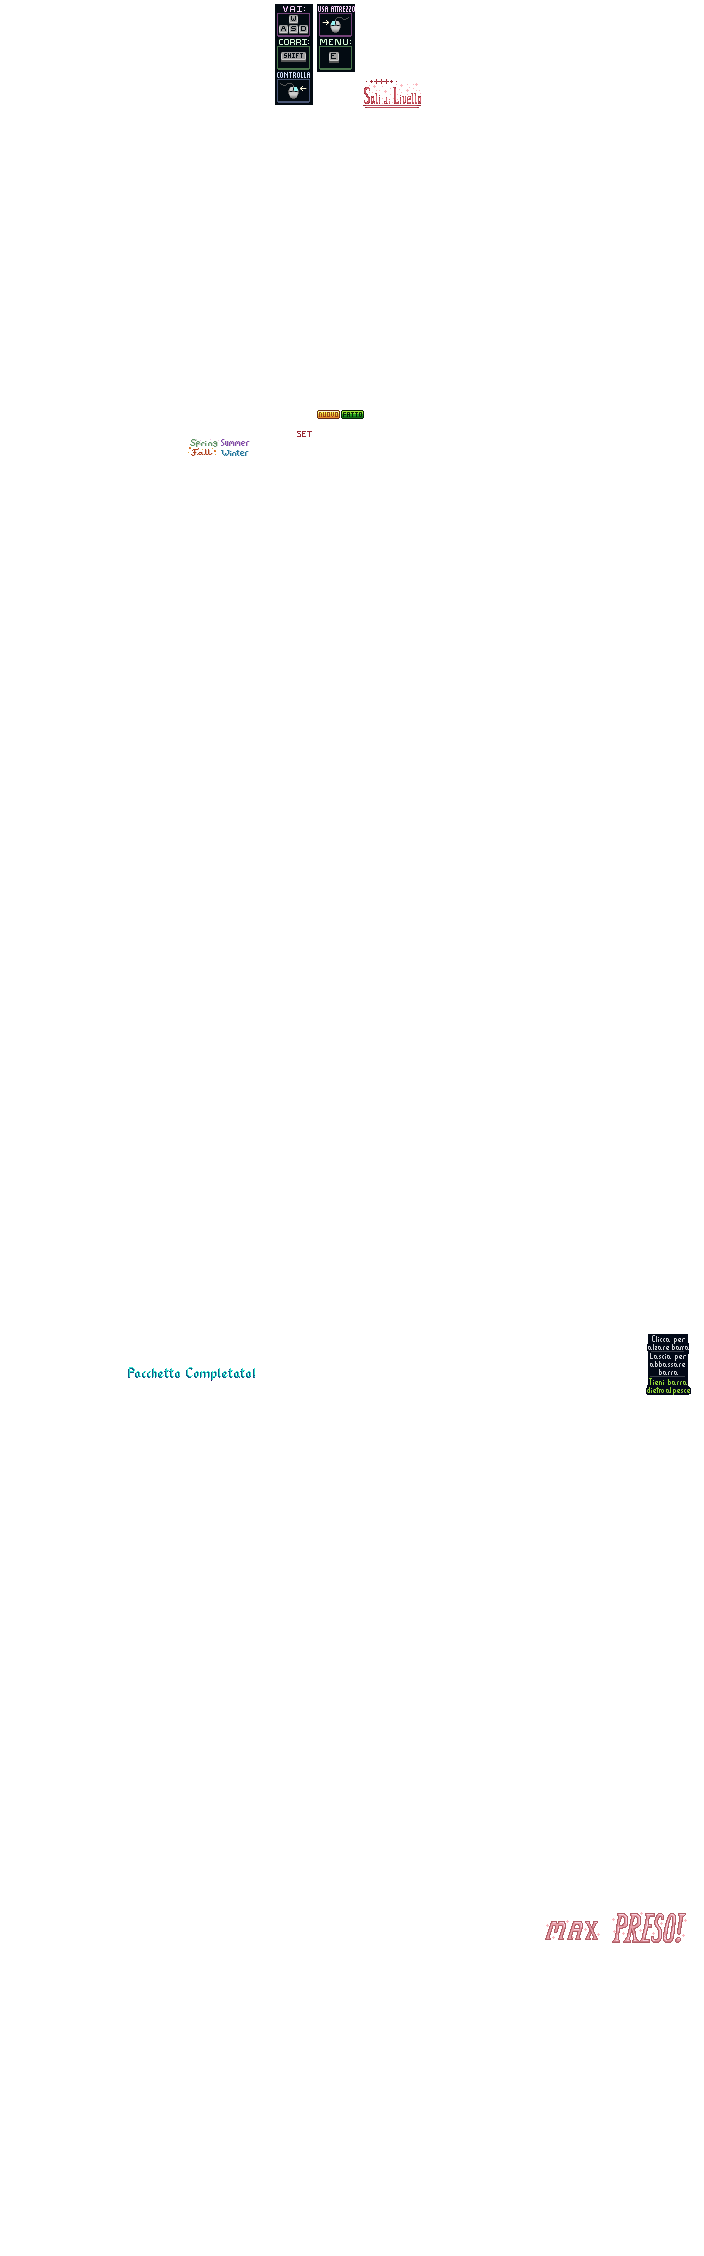 VAI:
W
A S D
CORRI:
SHIFT
CONTROLLA
USA ATTREZZO
MENU:
E
Sali di Livello
NUOVO FATTO
SET
Spring Summer
Fall Winter
Clicca per
alzare barra
Lascia per
abbassare
barra
Tieni barra
dietro al pesce
Pacchetto Completato!
MAX PRESO!